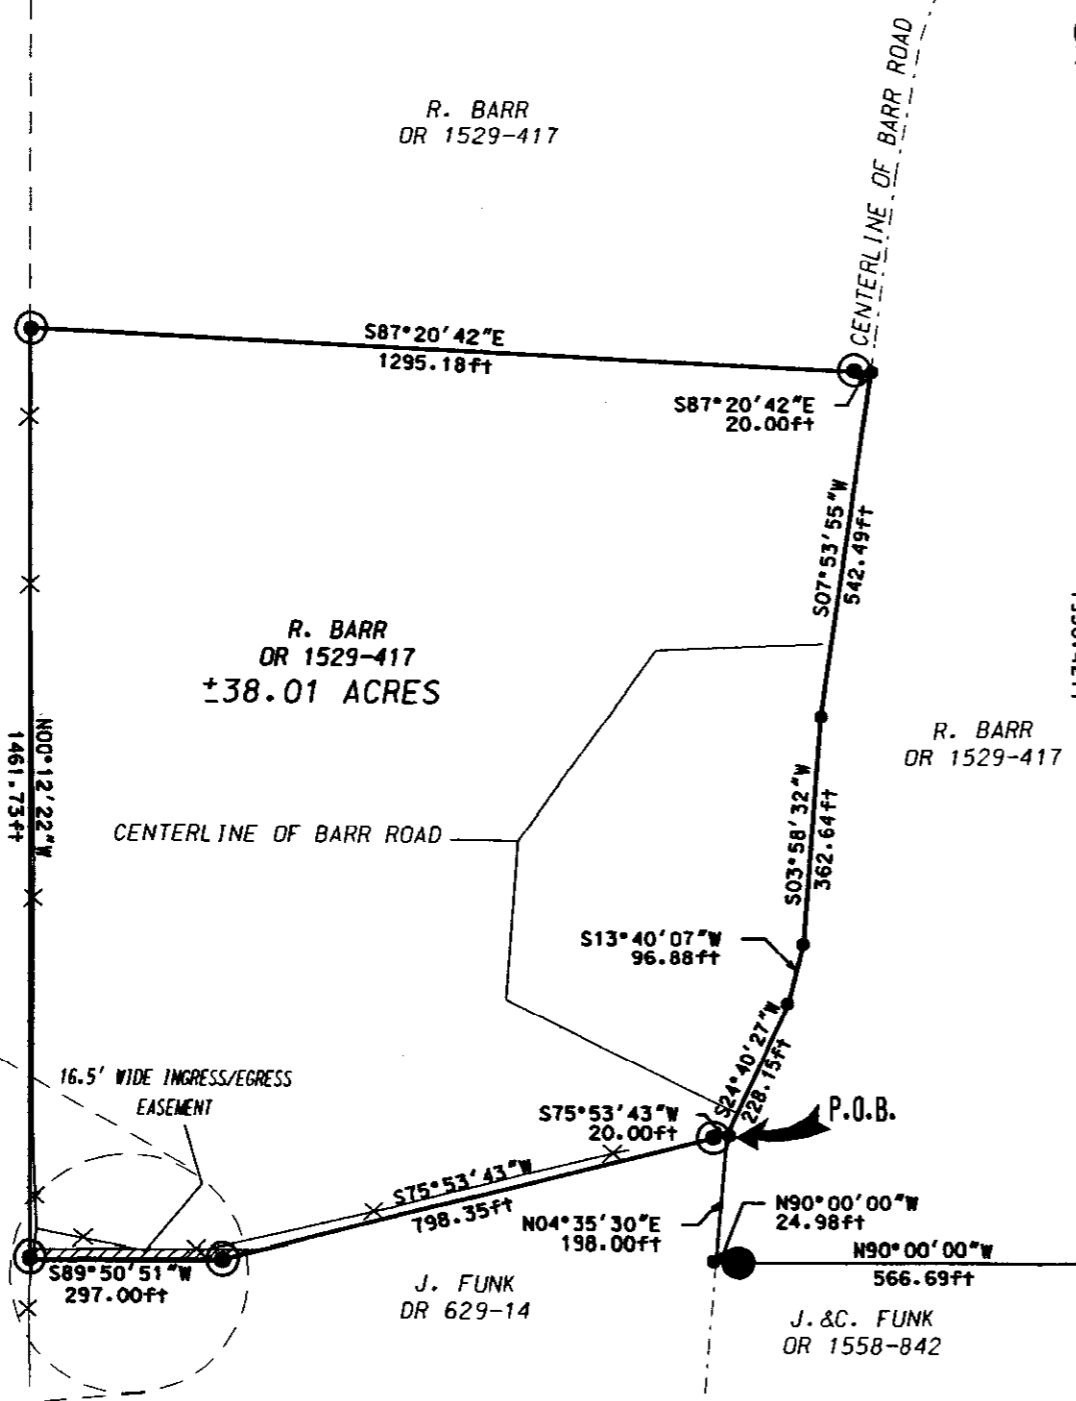 CENTERLINE OF BARR ROAD
R. BARR
OR 1529-417
S87°20'42"E
1295.18ft
S87°20'42"E
20.00ft
S07°53'55"W
542.49ft
R. BARR
OR 1529-417
±38.01 ACRES
N00°12'22"W
1461.73ft
R. BARR
OR 1529-417
S03°58'32"W
362.64ft
CENTERLINE OF BARR ROAD
S13°40'07"W
96.88ft
S24°40'27"W
228.15ft
16.5' WIDE INGRESS/EGRESS
EASEMENT
S75°53'43"W
20.00ft
P.O.B.
S75°53'43"W
798.35ft
N04°35'30"E
198.00ft
N90°00'00"W
24.98ft
N90°00'00"W
566.69ft
S89°50'51"W
297.00ft
J. FUNK
DR 629-14
J.&C. FUNK
OR 1558-842